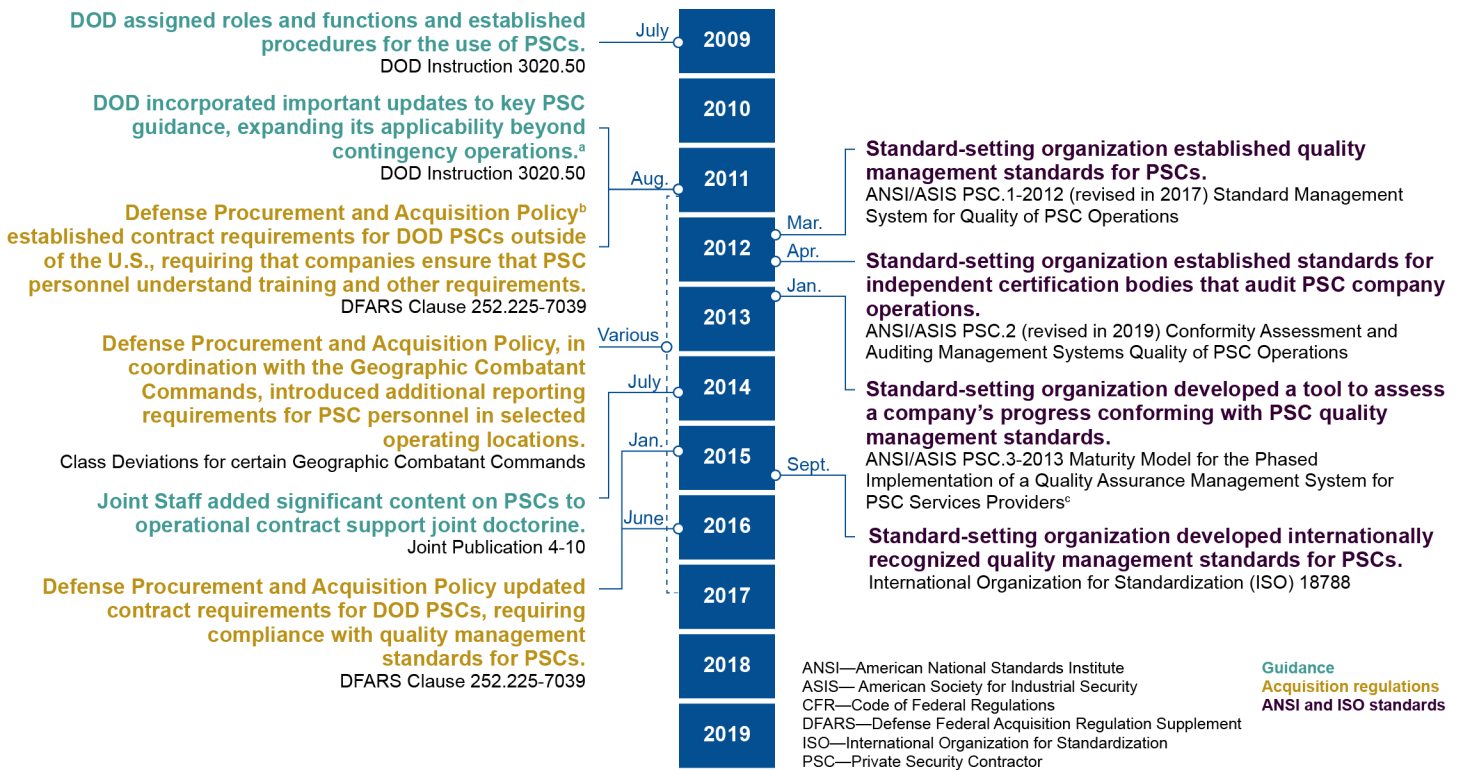 DOD assigned roles and functions and established
procedures for the use of PSCs.
DOD Instruction 3020.50
July
DOD incorporated important updates to key PSC
guidance, expanding its applicability beyond
contingency operations.a
DOD Instruction 3020.50
Aug.
Defense Procurement and Acquisition Policyb
established contract requirements for DOD PSCs outside
of the U.S., requiring that companies ensure that PSC
personnel understand training and other requirements.
DFARS Clause 252.225-7039
Various
Defense Procurement and Acquisition Policy, in
coordination with the Geographic Combatant
Commands, introduced additional reporting
requirements for PSC personnel in selected
operating locations.
Class Deviations for certain Geographic Combatant Commands
July
Joint Staff added significant content on PSCs to
operational contract support joint doctorine.
Joint Publication 4-10
Jan.
June
Defense Procurement and Acquisition Policy updated
contract requirements for DOD PSCs, requiring
compliance with quality management
standards for PSCs.
DFARS Clause 252.225-7039
2009
2010
2011
2012
2013
2014
2015
2016
2017
2018
2019
Mar.
Standard-setting organization established quality
management standards for PSCs.
ANSI/ASIS PSC.1-2012 (revised in 2017) Standard Management
System for Quality of PSC Operations
Apr.
Standard-setting organization established standards for
independent certification bodies that audit PSC company
operations.
ANSI/ASIS PSC.2 (revised in 2019) Conformity Assessment and
Auditing Management Systems Quality of PSC Operations
Jan.
Standard-setting organization developed a tool to assess
a company's progress conforming with PSC quality
management standards.
ANSI/ASIS PSC.3-2013 Maturity Model for the Phased
Implementation of a Quality Assurance Management System for
PSC Services Providersc
Sept.
Standard-setting organization developed internationally
recognized quality management standards for PSCs.
International Organization for Standardization (ISO) 18788
ANSI—American National Standards Institute
ASIS— American Society for Industrial Security
CFR—Code of Federal Regulations
DFARS—Defense Federal Acquisition Regulation Supplement
ISO—International Organization for Standardization
PSC—Private Security Contractor
Guidance
Acquisition regulations
ANSI and ISO standards